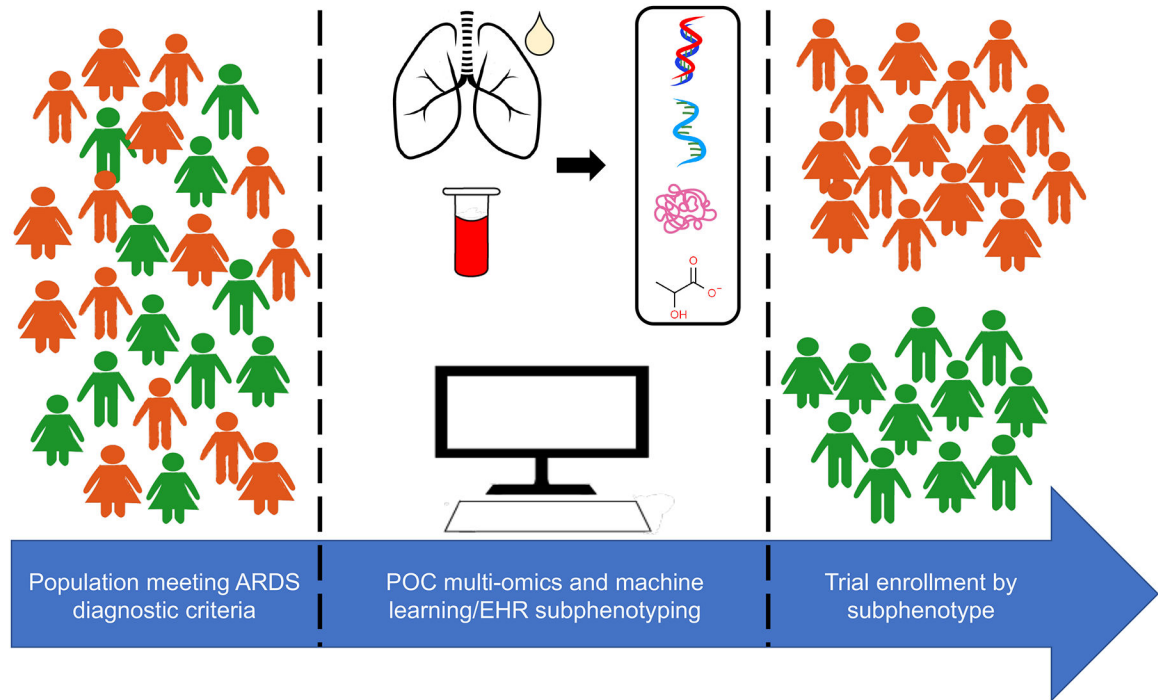 O
O⁻
OH
Population meeting ARDS
diagnostic criteria
POC multi-omics and machine
learning/EHR subphenotyping
Trial enrollment by
subphenotype